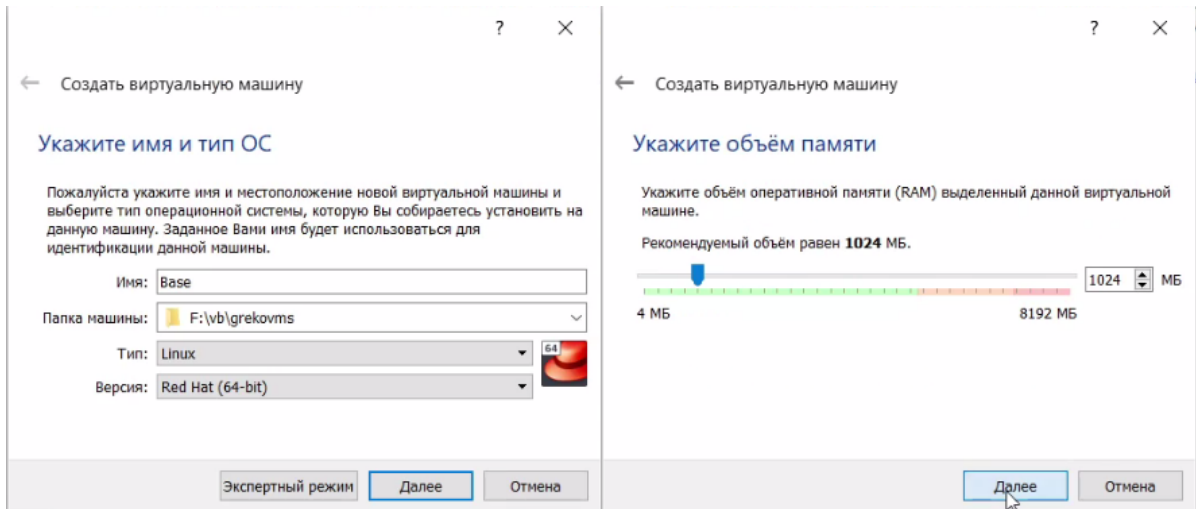 ?
Создать виртуальную машину
Укажите имя и тип ОС
Пожалуйста укажите имя и местоположение новой виртуальной машины и
выберите тип операционной системы, которую Вы собираетесь установить на
данную машину. Заданное Вами имя будет использоваться для
идентификации данной машины.
Имя: Base
Папка машины: F:\vb\grekovms
Тип: Linux
64
Версия: Red Hat (64-bit)
Экспертный режим Далее Отмена
?
Создать виртуальную машину
Укажите объём памяти
Укажите объём оперативной памяти (RAM) выделенный данной виртуальной
машине.
Рекомендуемый объём равен 1024 МБ.
1024 МБ
4 МБ 8192 МБ
Далее Отмена